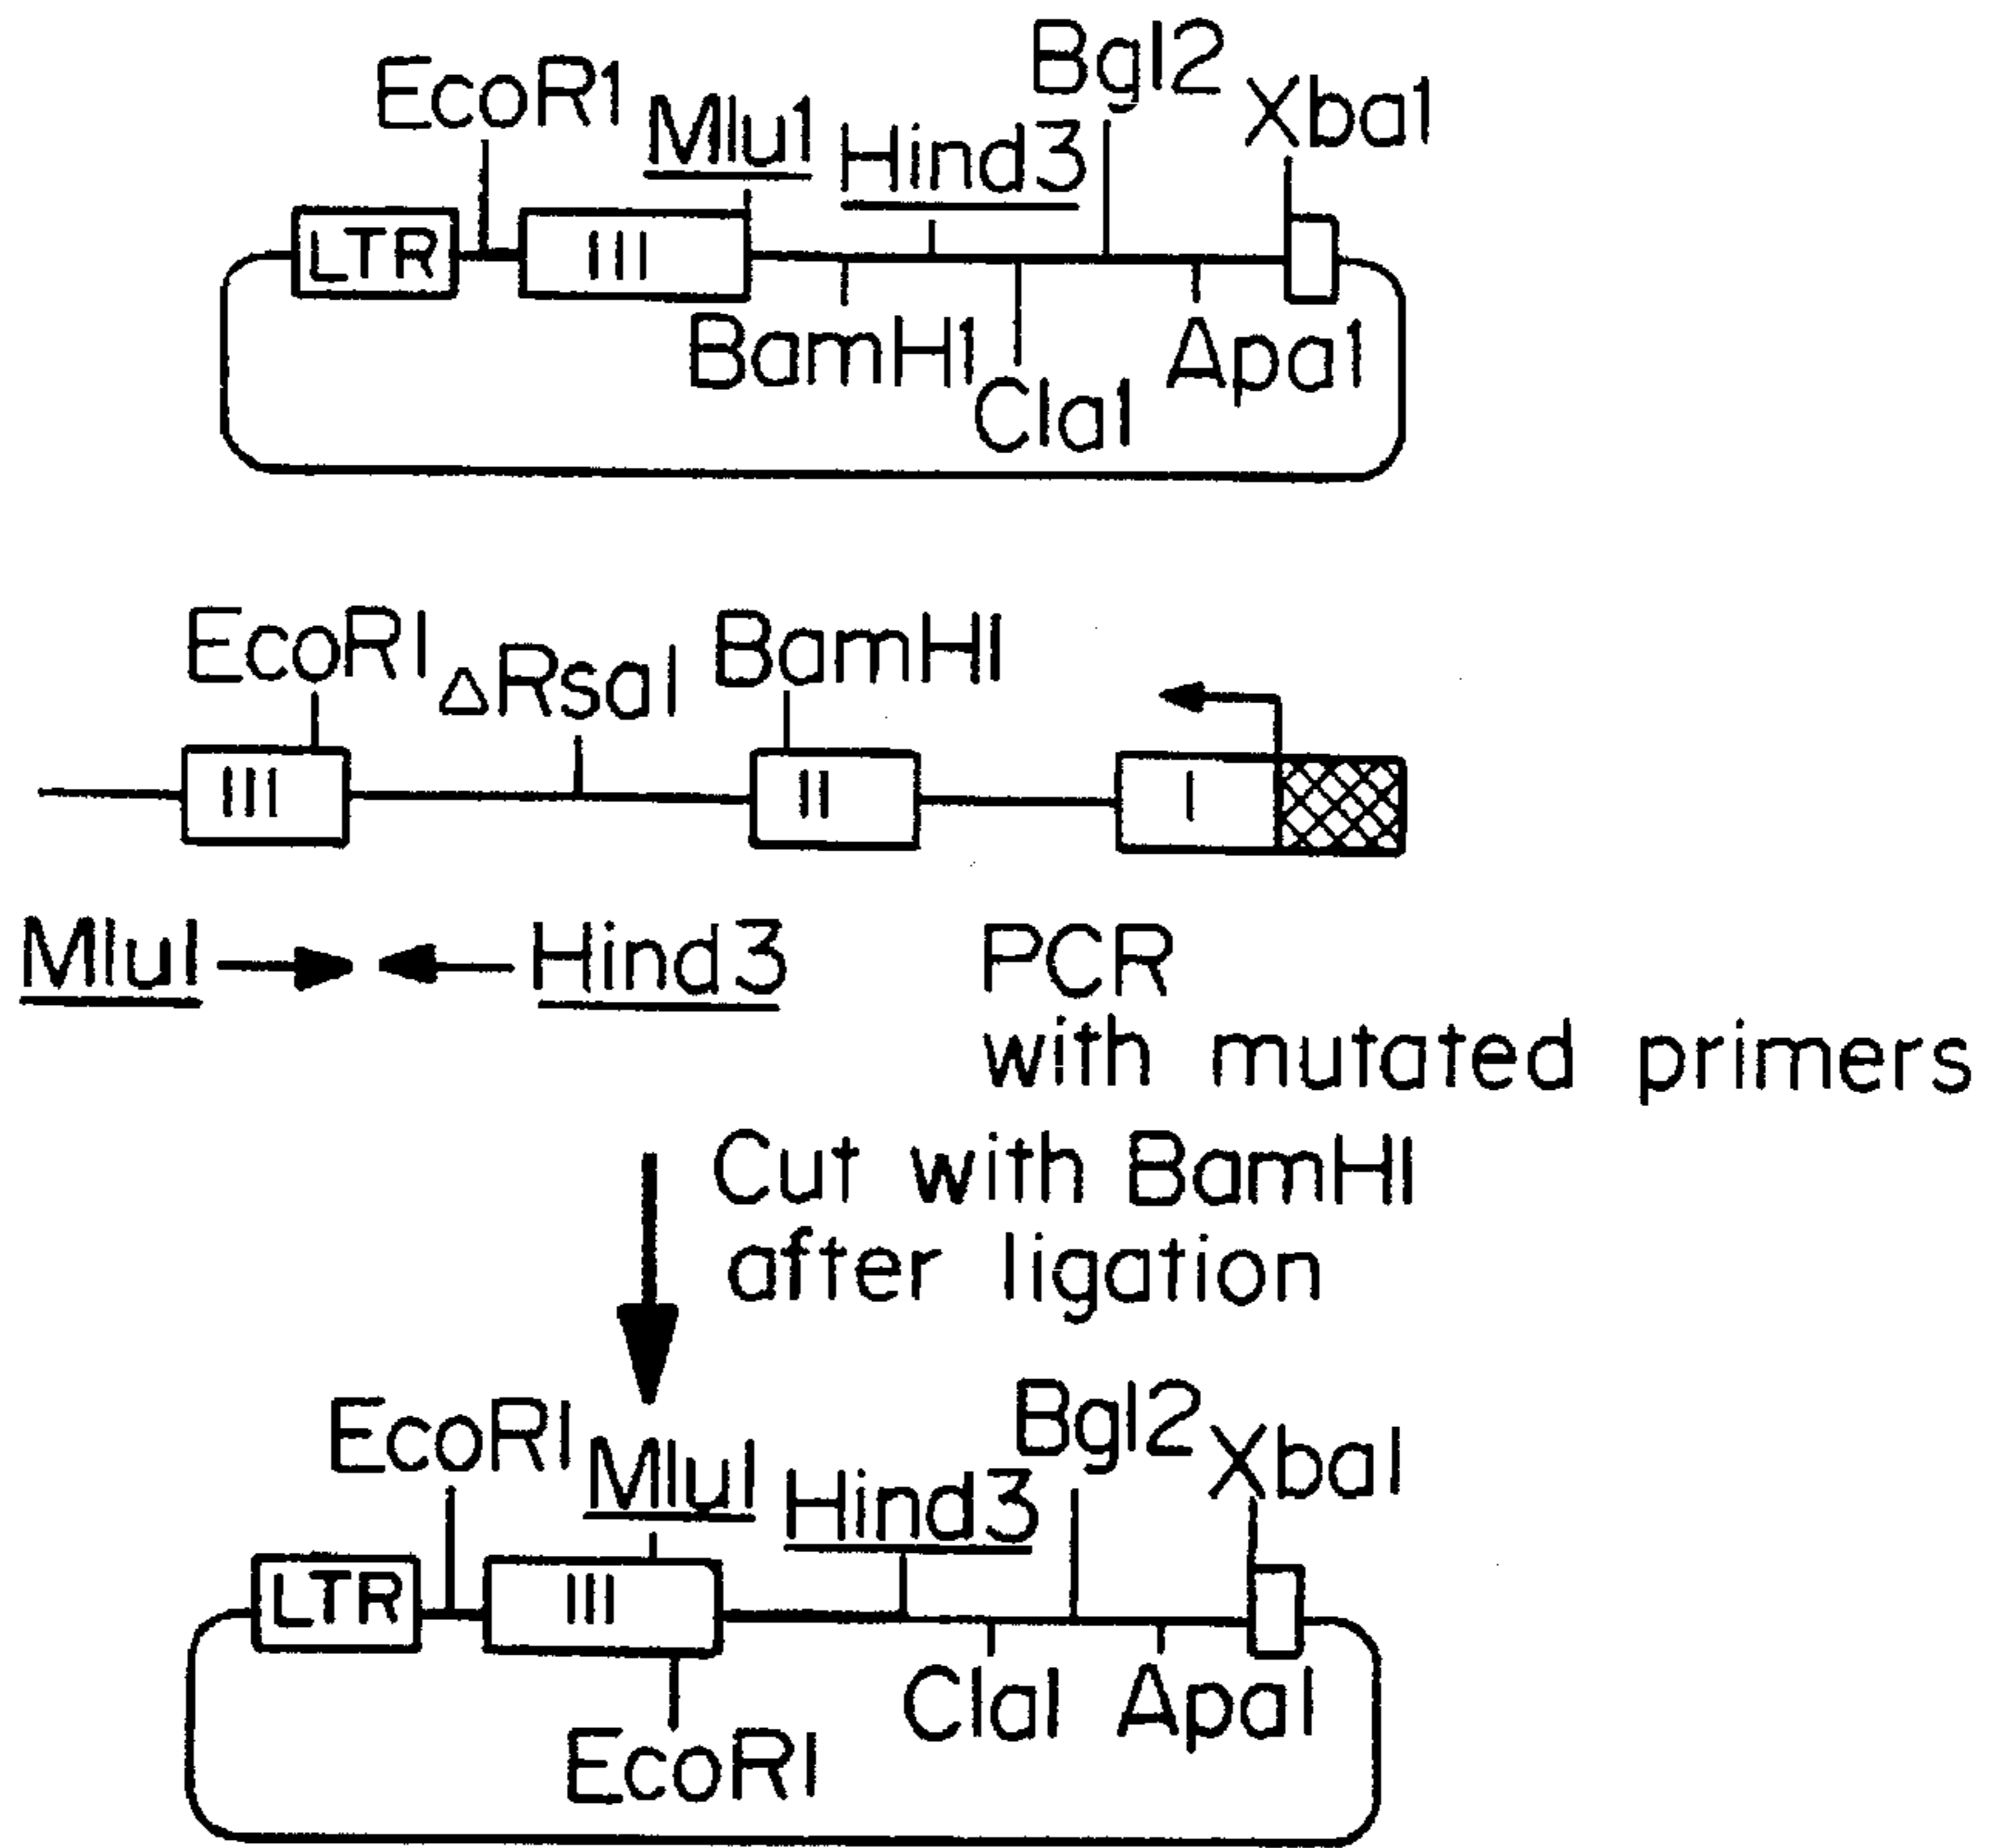 EcoR1
Mlu1
Hind3
Bgl2
Xba1
LTR
III
BamH1
Cla1
Apa1
EcoRI
ΔRsaI
BamHI
III
II
I
MluI
Hind3
PCR
with mutated primers
Cut with BamHI
after ligation
EcoRI
MluI
Hind3
Bgl2
XbaI
LTR
III
ClaI
ApaI
EcoRI